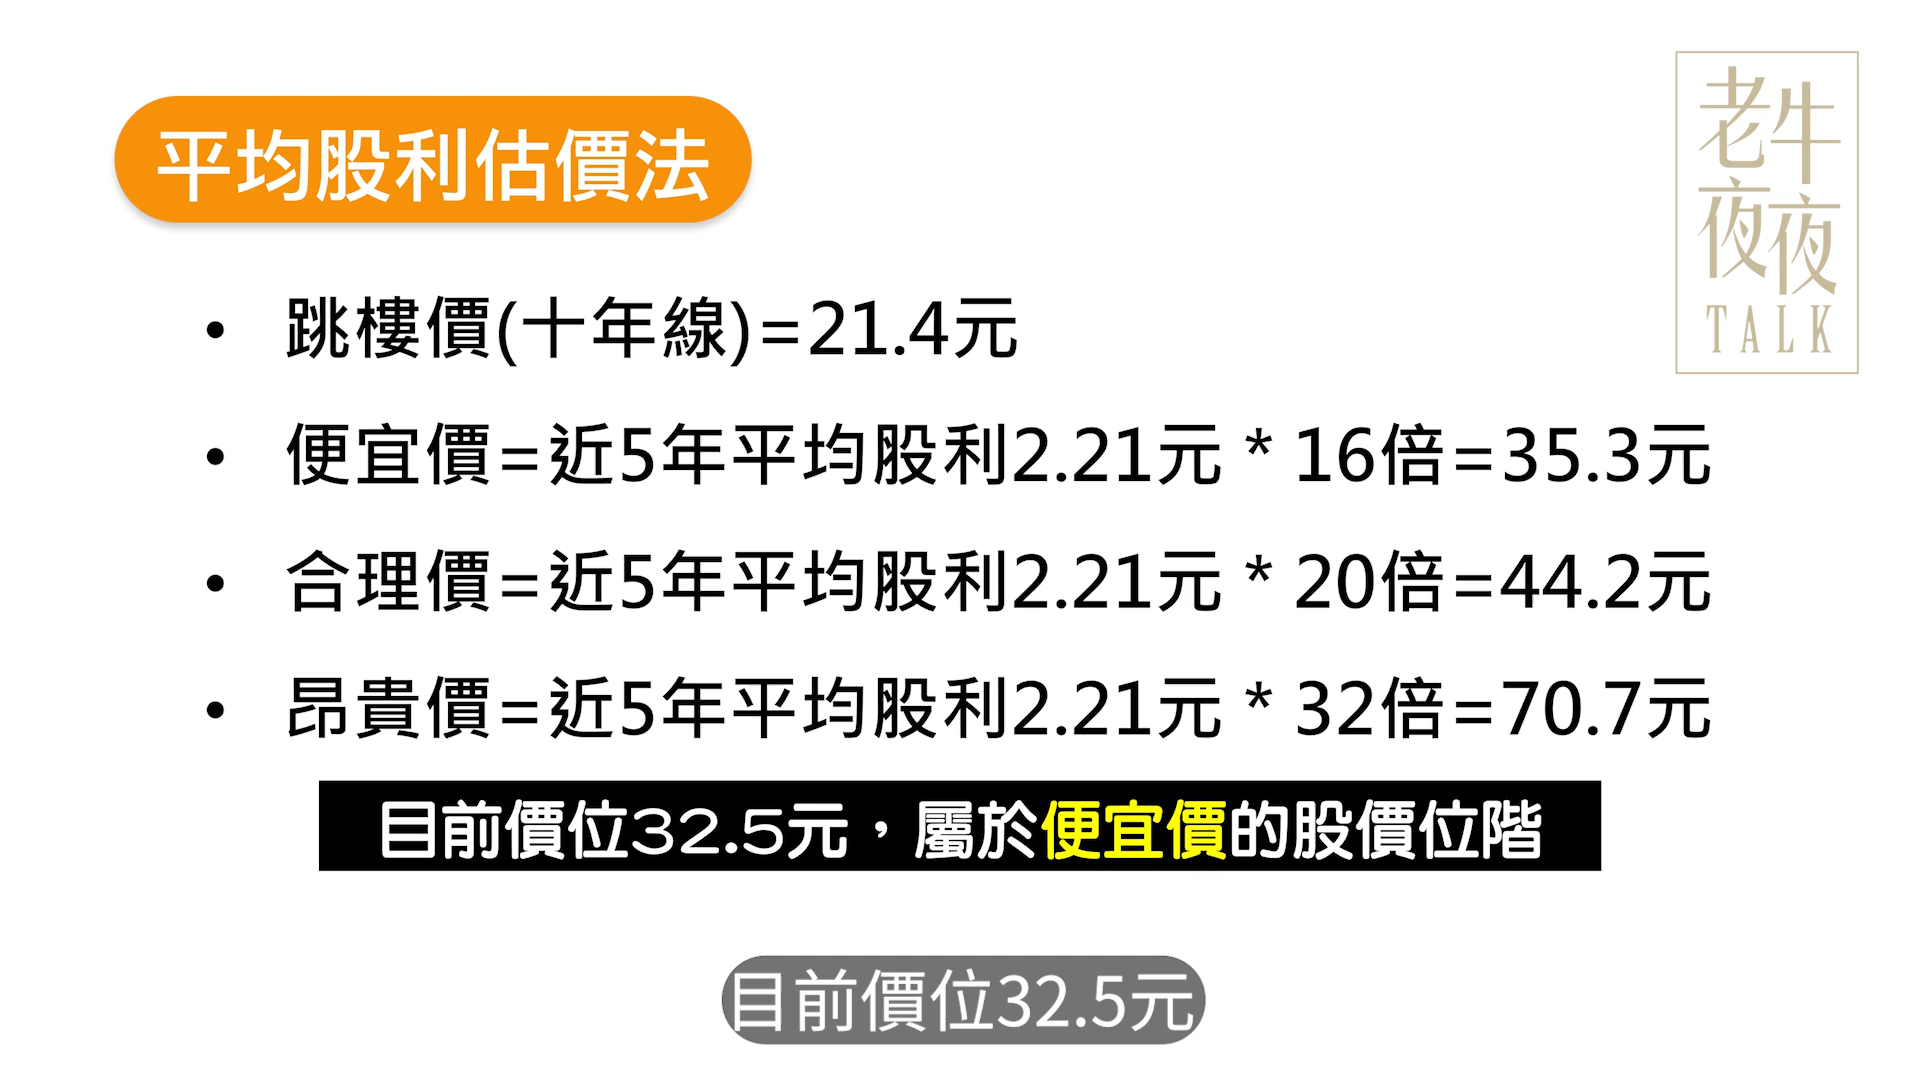 平均股利估價法
老牛
夜夜
TALK
• 跳樓價(十年線)=21.4元
• 便宜價=近5年平均股利2.21元 * 16倍=35.3元
• 合理價=近5年平均股利2.21元 * 20倍=44.2元
• 昂貴價=近5年平均股利2.21元 * 32倍=70.7元
目前價位32.5元，屬於便宜價的股價位階
目前價位32.5元